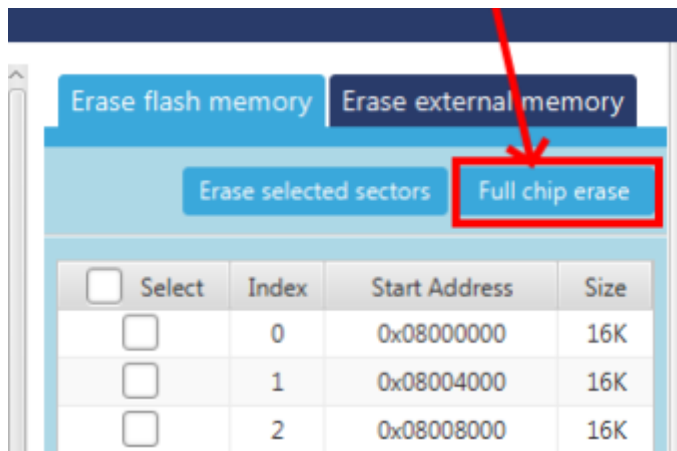 Erase flash memory Erase external memory
Erase selected sectors Full chip erase
Select Index Start Address Size
0 0x08000000 16K
1 0x08004000 16K
2 0x08008000 16K